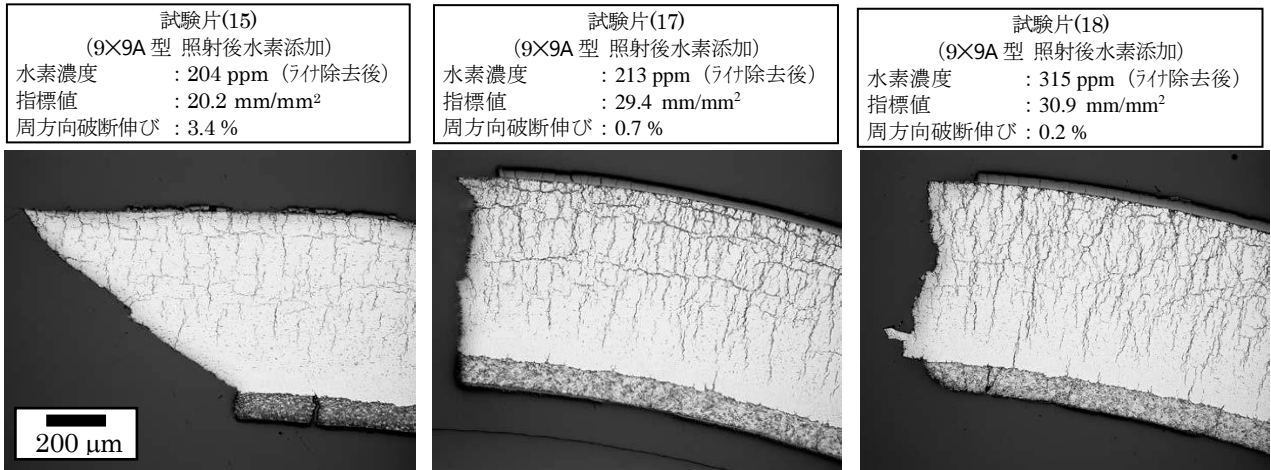 試験片(15)
(9×9A 型 照射後水素添加)
水素濃度 : 204 ppm (ﾗｲﾅ除去後)
指標値 : 20.2 mm/mm²
周方向破断伸び : 3.4 %
試験片(17)
(9×9A 型 照射後水素添加)
水素濃度 : 213 ppm (ﾗｲﾅ除去後)
指標値 : 29.4 mm/mm²
周方向破断伸び : 0.7 %
試験片(18)
(9×9A 型 照射後水素添加)
水素濃度 : 315 ppm (ﾗｲﾅ除去後)
指標値 : 30.9 mm/mm²
周方向破断伸び : 0.2 %
200 μm